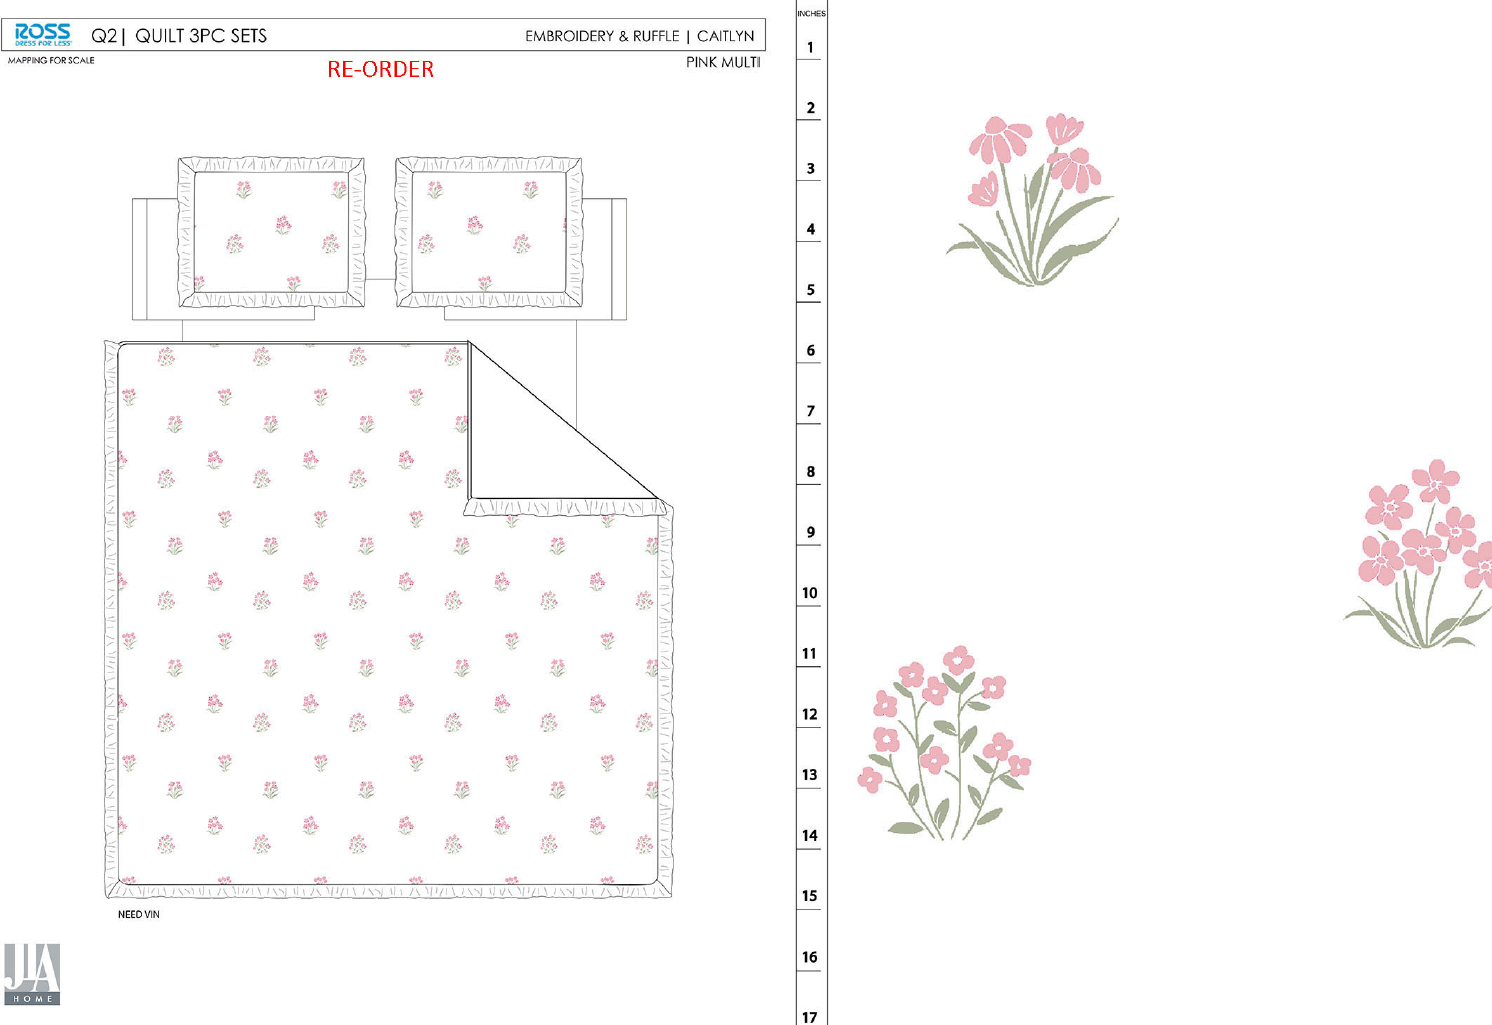 ROSS
DRESS FOR LESS
Q2| QUILT 3PC SETS
EMBROIDERY & RUFFLE | CAITLYN
MAPPING FOR SCALE
RE-ORDER
PINK MULTI
NEED VIN
JLA
HOME
INCHES
1
2
3
4
5
6
7
8
9
10
11
12
13
14
15
16
17